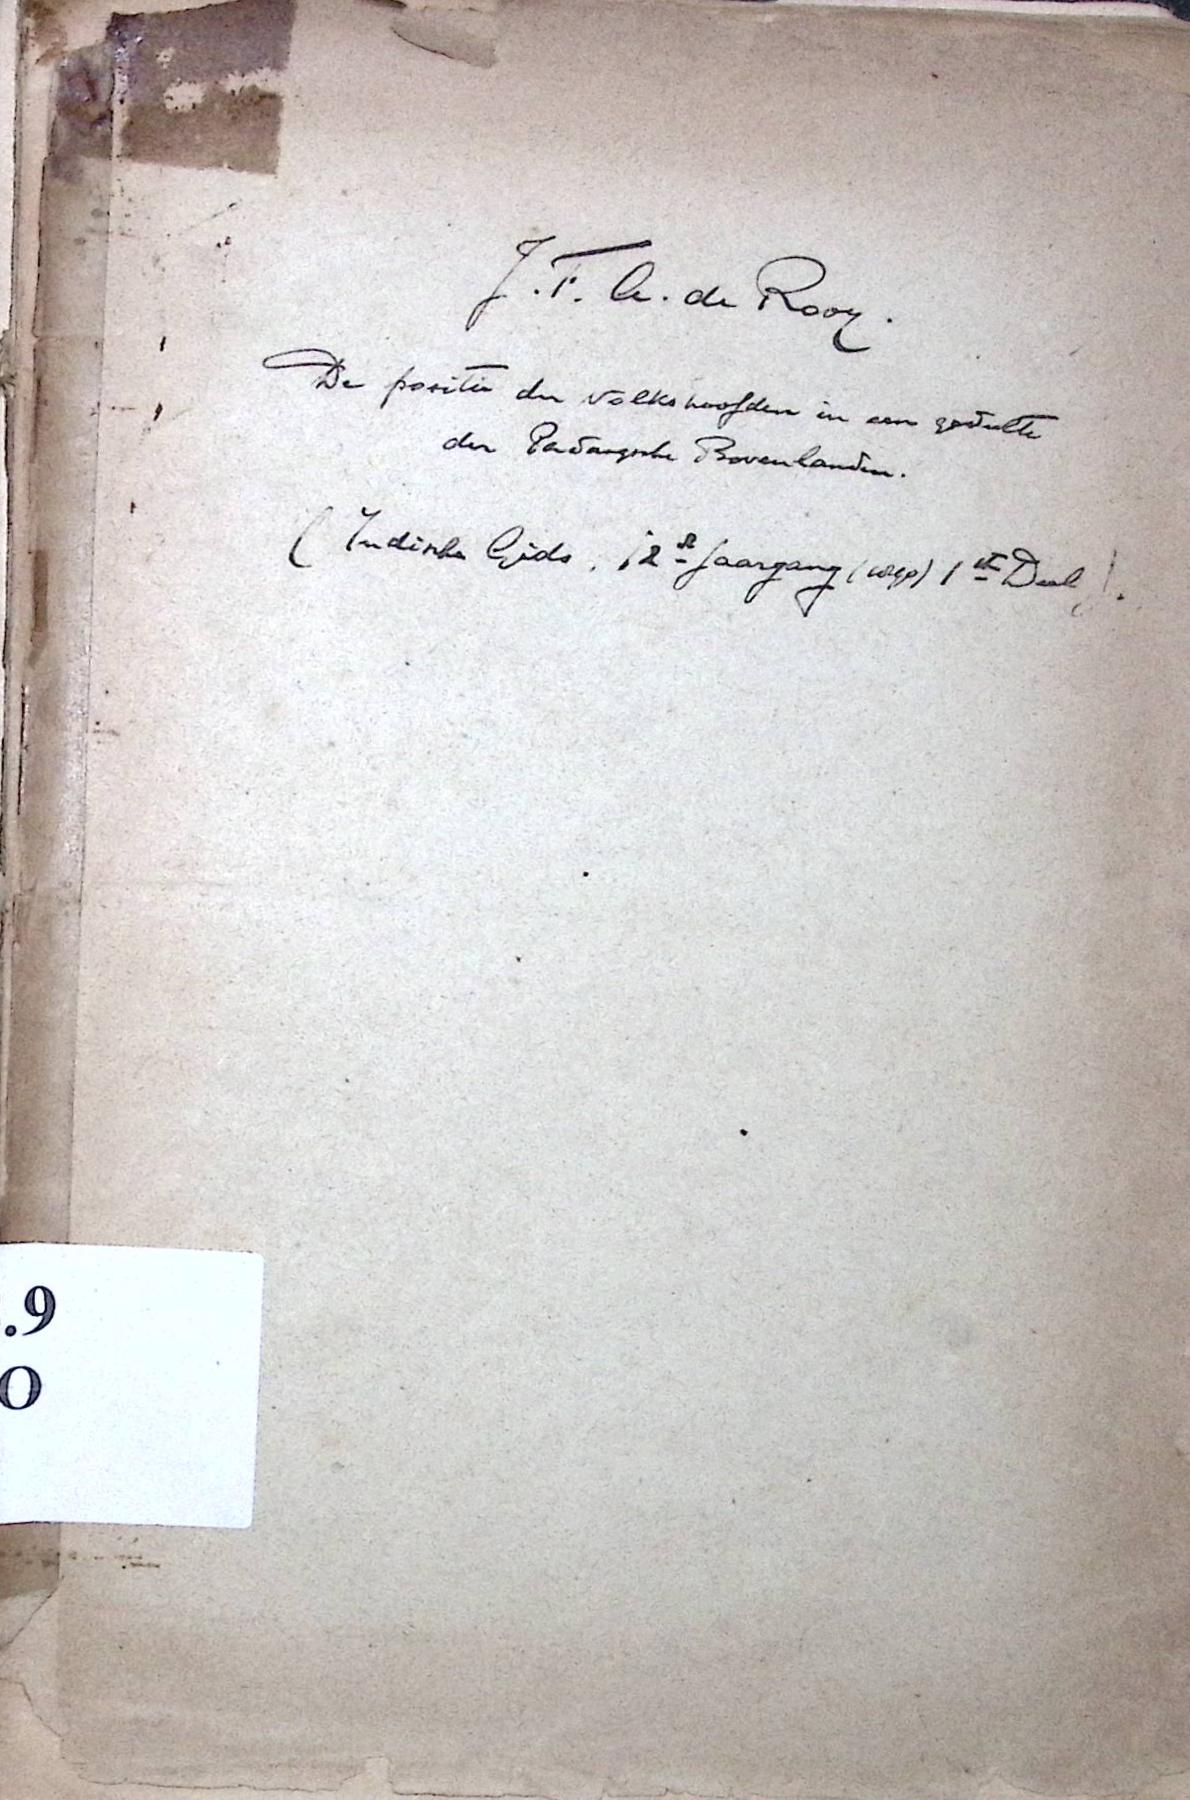 J. F. A. de Rooy.
De positie der volkshoofden in een gedeelte
der Padangsche Bovenlanden.
(Indische Gids, 12e Jaargang (1890) 1ste Deel).
.9
O